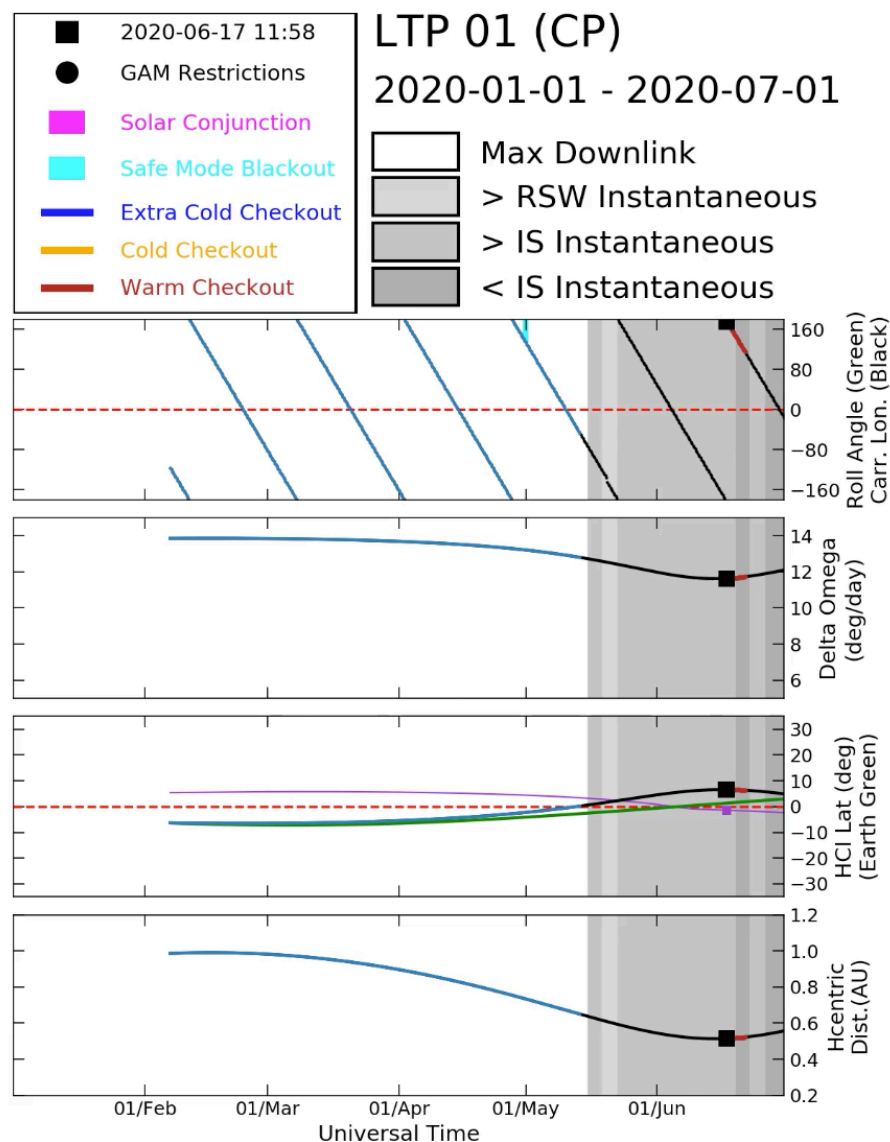 2020-06-17 11:58
GAM Restrictions
Solar Conjunction
Safe Mode Blackout
Extra Cold Checkout
Cold Checkout
Warm Checkout
LTP 01 (CP)
2020-01-01 - 2020-07-01
Max Downlink
> RSW Instantaneous
> IS Instantaneous
< IS Instantaneous
160
80
0
−80
−160
Roll Angle (Green)
Carr. Lon. (Black)
14
12
10
8
6
Delta Omega
(deg/day)
30
20
10
0
−10
−20
−30
HCI Lat (deg)
(Earth Green)
1.2
1.0
0.8
0.6
0.4
0.2
Hcentric
Dist.(AU)
01/Feb 01/Mar 01/Apr 01/May 01/Jun
Universal Time